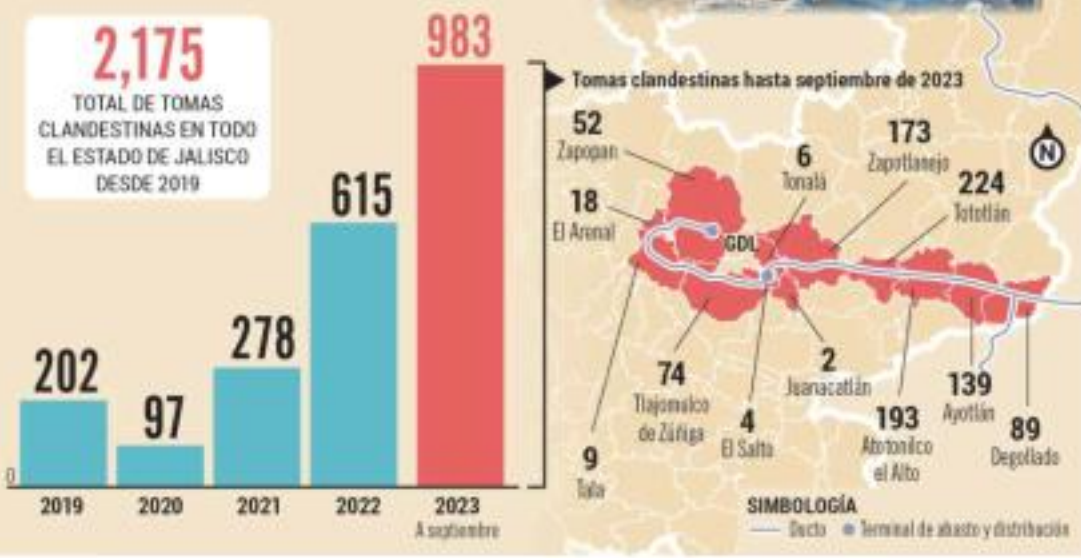 2,175
TOTAL DE TOMAS
CLANDESTINAS EN TODO
EL ESTADO DE JALISCO
DESDE 2019
202
97
278
615
983
0
2019
2020
2021
2022
2023
A septiembre
Tomas clandestinas hasta septiembre de 2023
52
Zapopan
18
El Arenal
6
Tonalá
173
Zapotlanejo
224
Tototlán
N
GDL
74
Tlajomulco
de Zúñiga
9
Tala
4
El Salto
2
Juanacatlán
193
Atotonilco
el Alto
139
Ayotlán
89
Degollado
SIMBOLOGÍA
Ducto
Terminal de abasto y distribución